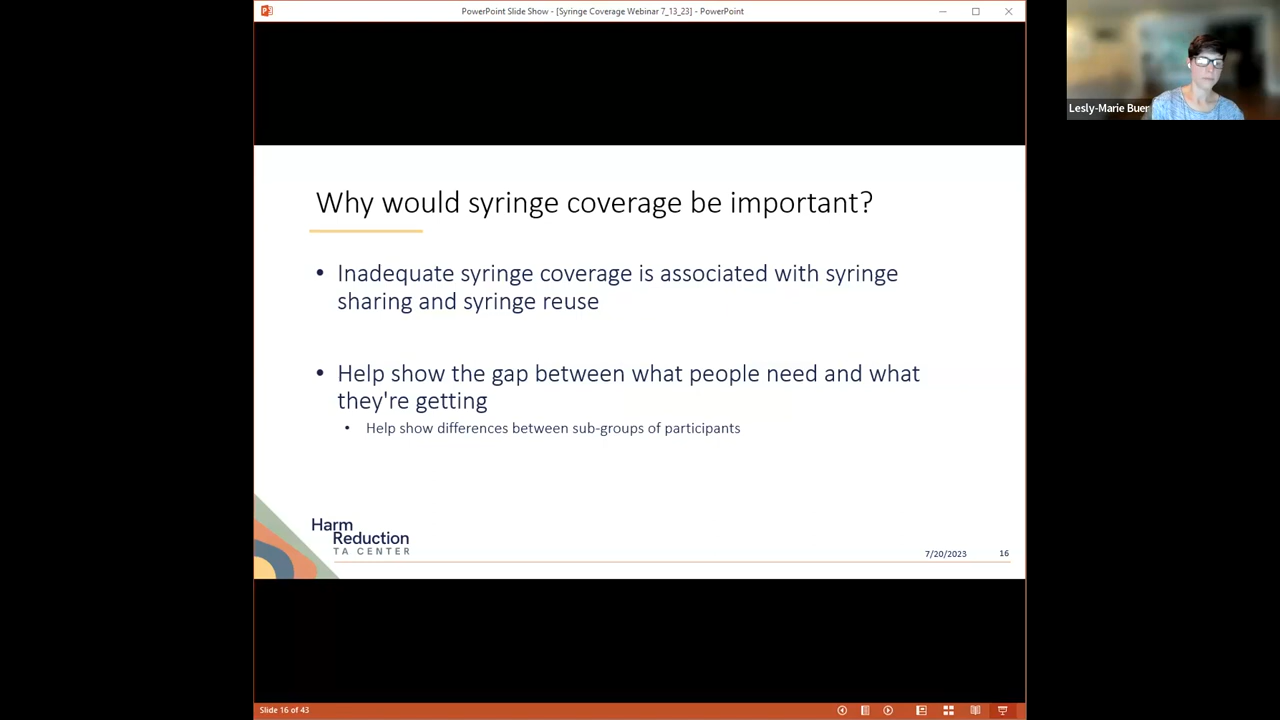 PowerPoint Slide Show - [Syringe Coverage Webinar 7_13_23] - PowerPoint
Lesly-Marie Buer
Why would syringe coverage be important?
• Inadequate syringe coverage is associated with syringe
sharing and syringe reuse
• Help show the gap between what people need and what
they're getting
• Help show differences between sub-groups of participants
Harm
Reduction
TA CENTER
7/20/2023 16
Slide 16 of 43